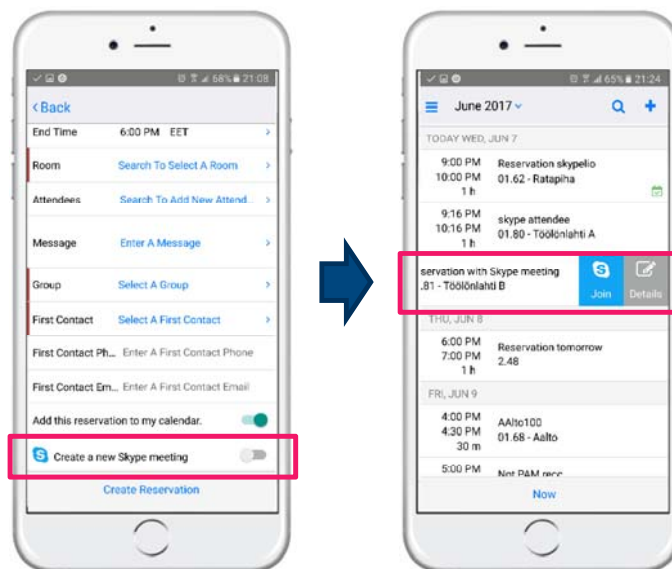 68% 21:08
<Back
End Time 6:00 PM EET >
Room Search To Select A Room >
Attendees Search To Add New Attend.. >
Message Enter A Message >
Group Select A Group >
First Contact Select A First Contact >
First Contact Ph... Enter A First Contact Phone
First Contact Em... Enter A First Contact Email
Add this reservation to my calendar.
S Create a new Skype meeting
Create Reservation
65% 21:24
June 2017
TODAY WED, JUN 7
9:00 PM Reservation skypelio
10:00 PM 01.62 - Ratapiha
1 h
9:16 PM skype attendee
10:16 PM 01.80 - Töölönlahti A
1 h
servation with Skype meeting
.81 - Töölönlahti B
S
Join Details
THU, JUN 8
6:00 PM Reservation tomorrow
7:00 PM 2.48
1 h
FRI, JUN 9
4:00 PM AAlto100
4:30 PM 01.68 - Aalto
30 m
5:00 PM Not PAM recc
Now